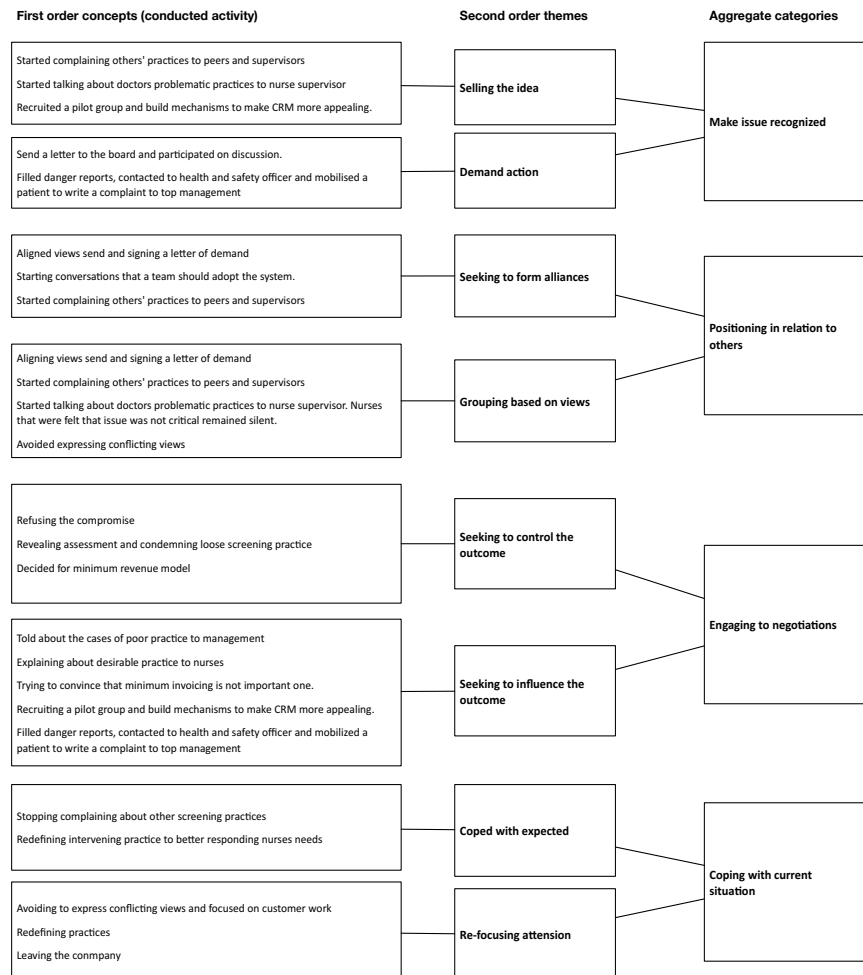 First order concepts (conducted activity)
Second order themes
Aggregate categories
Started complaining others' practices to peers and supervisors
Started talking about doctors problematic practices to nurse supervisor
Recruited a pilot group and build mechanisms to make CRM more appealing.
Selling the idea
Make issue recognized
Send a letter to the board and participated on discussion.
Filled danger reports, contacted to health and safety officer and mobilised a
patient to write a complaint to top management
Demand action
Aligned views send and signing a letter of demand
Starting conversations that a team should adopt the system.
Started complaining others' practices to peers and supervisors
Seeking to form alliances
Positioning in relation to
others
Aligning views send and signing a letter of demand
Started complaining others' practices to peers and supervisors
Started talking about doctors problematic practices to nurse supervisor. Nurses
that were felt that issue was not critical remained silent.
Avoided expressing conflicting views
Grouping based on views
Refusing the compromise
Revealing assessment and condemning loose screening practice
Decided for minimum revenue model
Seeking to control the
outcome
Engaging to negotiations
Told about the cases of poor practice to management
Explaining about desirable practice to nurses
Trying to convince that minimum invoicing is not important one.
Recruiting a pilot group and build mechanisms to make CRM more appealing.
Filled danger reports, contacted to health and safety officer and mobilized a
patient to write a complaint to top management
Seeking to influence the
outcome
Stopping complaining about other screening practices
Redefining intervening practice to better responding nurses needs
Coped with expected
Coping with current
situation
Avoiding to express conflicting views and focused on customer work
Redefining practices
Leaving the conmpany
Re-focusing attension